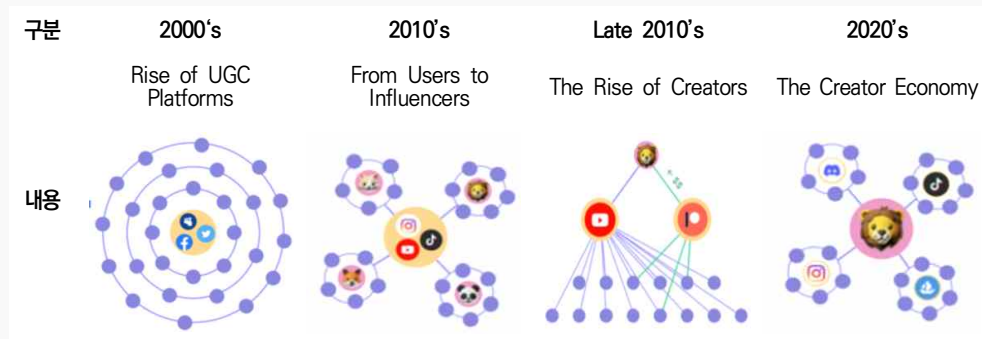 구분 2000's 2010's Late 2010's 2020's
Rise of UGC
Platforms
From Users to
Influencers
The Rise of Creators
The Creator Economy
내용